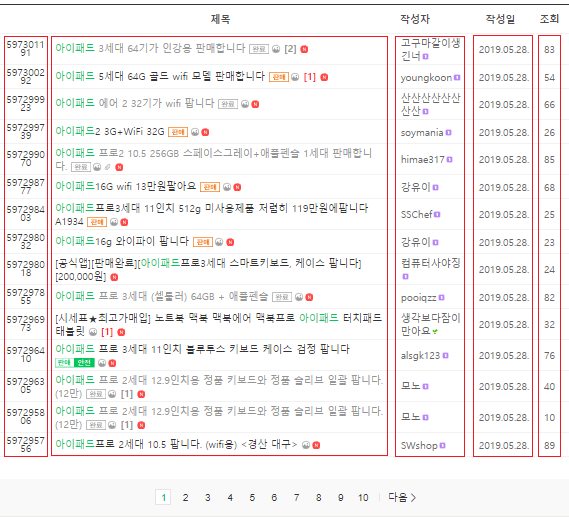 제목 작성자 작성일 조회
597301191 아이패드 3세대 64기가 인강용 판매합니다 완료 [2] N 고구마같이생긴너 2019.05.28. 83
597300292 아이패드 5세대 64G 골드 wifi 모델 판매합니다 판매 [1] N youngkoon 2019.05.28. 54
597299923 아이패드 에어 2 32기가 wifi 팝니다 완료 N 산산산산산산산산 2019.05.28. 66
597299739 아이패드2 3G+WiFi 32G 판매 N soymania 2019.05.28. 26
597299070 아이패드 프로2 10.5 256GB 스페이스그레이+애플펜슬 1세대 판매합니다. 완료 N himae317 2019.05.28. 85
597298777 아이패드16G wifi 13만원팔아요 판매 N 강유이 2019.05.28. 68
597298403 아이패드프로3세대 11인치 512g 미사용제품 저렴히 119만원에팝니다 A1934 판매 N SSChef 2019.05.28. 25
597298032 아이패드16g 와이파이 팝니다 판매 N 강유이 2019.05.28. 23
597298018 [공식앱][판매완료][아이패드프로3세대 스마트키보드, 케이스 팝니다][200,000원] N 컴퓨터사야징 2019.05.28. 24
597297855 아이패드 프로 3세대 (셀룰러) 64GB + 애플펜슬 완료 N pooiqzz 2019.05.28. 82
597296973 [시세표★최고가매입] 노트북 맥북 맥북에어 맥북프로 아이패드 터치패드 태블릿 [1] N 생각보다잠이만아요 2019.05.28. 32
597296410 아이패드 프로 3세대 11인치 블루투스 키보드 케이스 검정 팝니다 판매 안전 N alsgk123 2019.05.28. 76
597296305 아이패드 프로 2세대 12.9인치용 정품 키보드와 정품 슬리브 일괄 팝니다. (12만) 완료 [1] N 모노 2019.05.28. 40
597295806 아이패드 프로 2세대 12.9인치용 정품 키보드와 정품 슬리브 일괄 팝니다. (12만) 완료 [1] N 모노 2019.05.28. 10
597295756 아이패드프로 2세대 10.5 팝니다. (wifi용) <경산 대구> N SWshop 2019.05.28. 89
1 2 3 4 5 6 7 8 9 10 다음 >